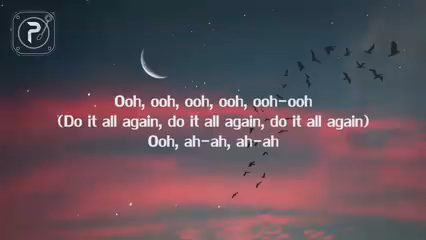 Ooh, ooh, ooh, ooh, ooh-ooh
(Do it all again, do it all again, do it all again)
Ooh, ah-ah, ah-ah